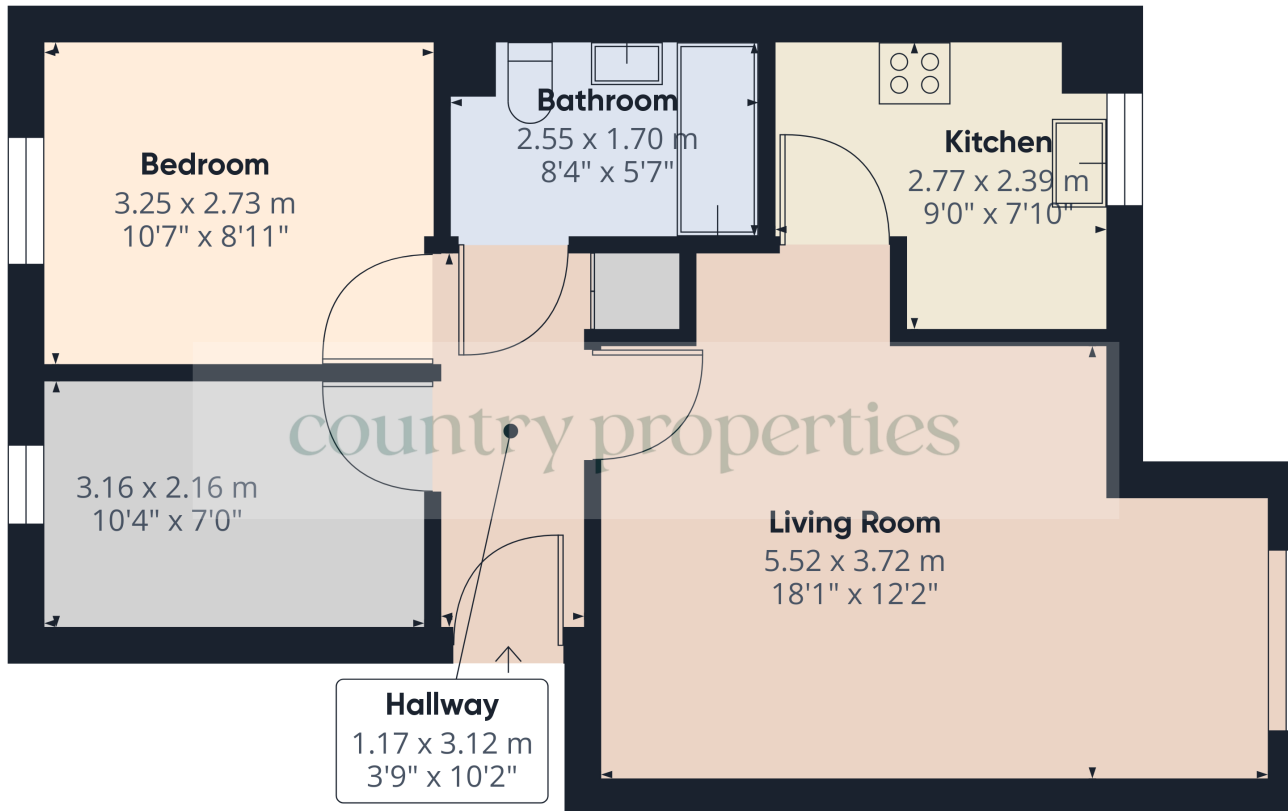 Bedroom
3.25 x 2.73 m
10'7" x 8'11"
Bathroom
2.55 x 1.70 m
8'4" x 5'7"
Kitchen
2.77 x 2.39 m
9'0" x 7'10"
country properties
3.16 x 2.16 m
10'4" x 7'0"
Living Room
5.52 x 3.72 m
18'1" x 12'2"
Hallway
1.17 x 3.12 m
3'9" x 10'2"